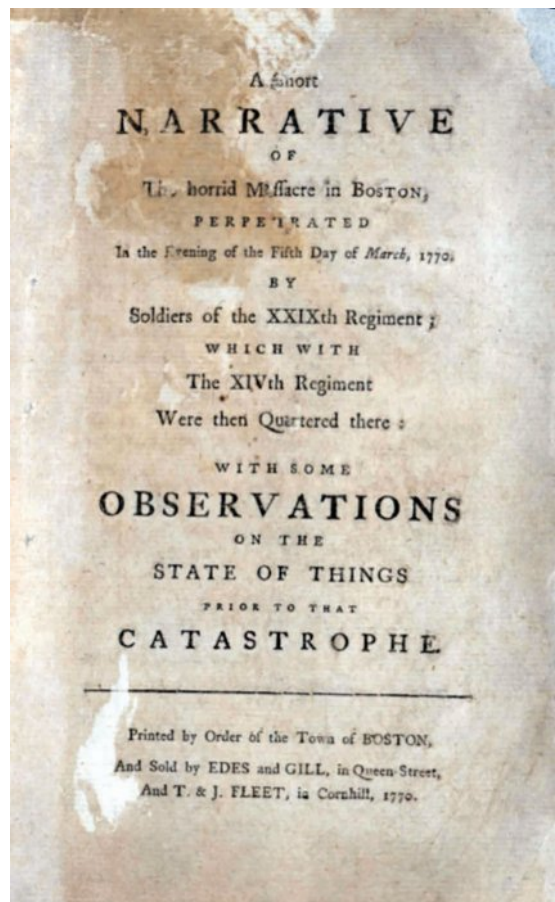 A short
NARRATIVE
OF
The horrid Massacre in BOSTON,
PERPETRATED
In the Evening of the Fifth Day of March, 1770,
BY
Soldiers of the XXIXth Regiment;
WHICH WITH
The XIVth Regiment
Were then Quartered there:
WITH SOME
OBSERVATIONS
ON THE
STATE OF THINGS
PRIOR TO THAT
CATASTROPHE.
Printed by Order of the Town of BOSTON,
And Sold by EDES and GILL, in Queen-Street,
And T. & J. FLEET, in Cornhill, 1770.